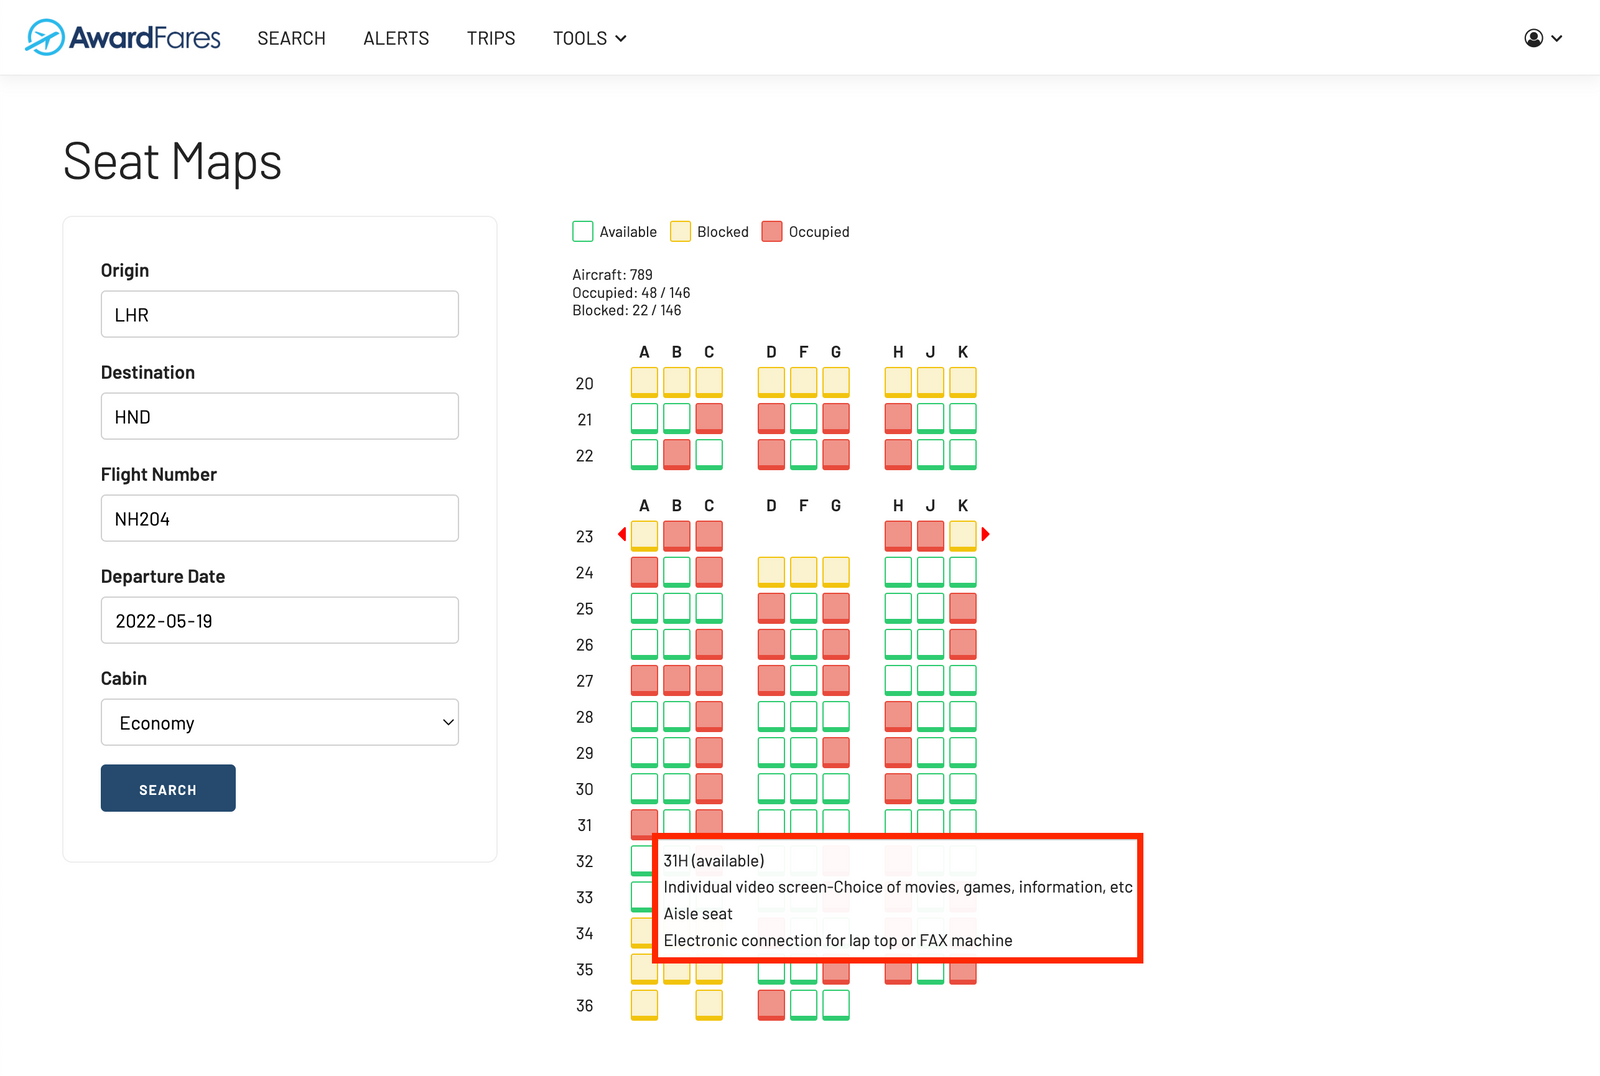 AwardFares SEARCH ALERTS TRIPS TOOLS
Seat Maps
Origin
LHR
Destination
HND
Flight Number
NH204
Departure Date
2022-05-19
Cabin
Economy
SEARCH
Available Blocked Occupied
Aircraft: 789
Occupied: 48 / 146
Blocked: 22 / 146
A B C D F G H J K
20
21
22
A B C D F G H J K
23
24
25
26
27
28
29
30
31
32
33
34
35
36
31H (available)
Individual video screen-Choice of movies, games, information, etc
Aisle seat
Electronic connection for lap top or FAX machine